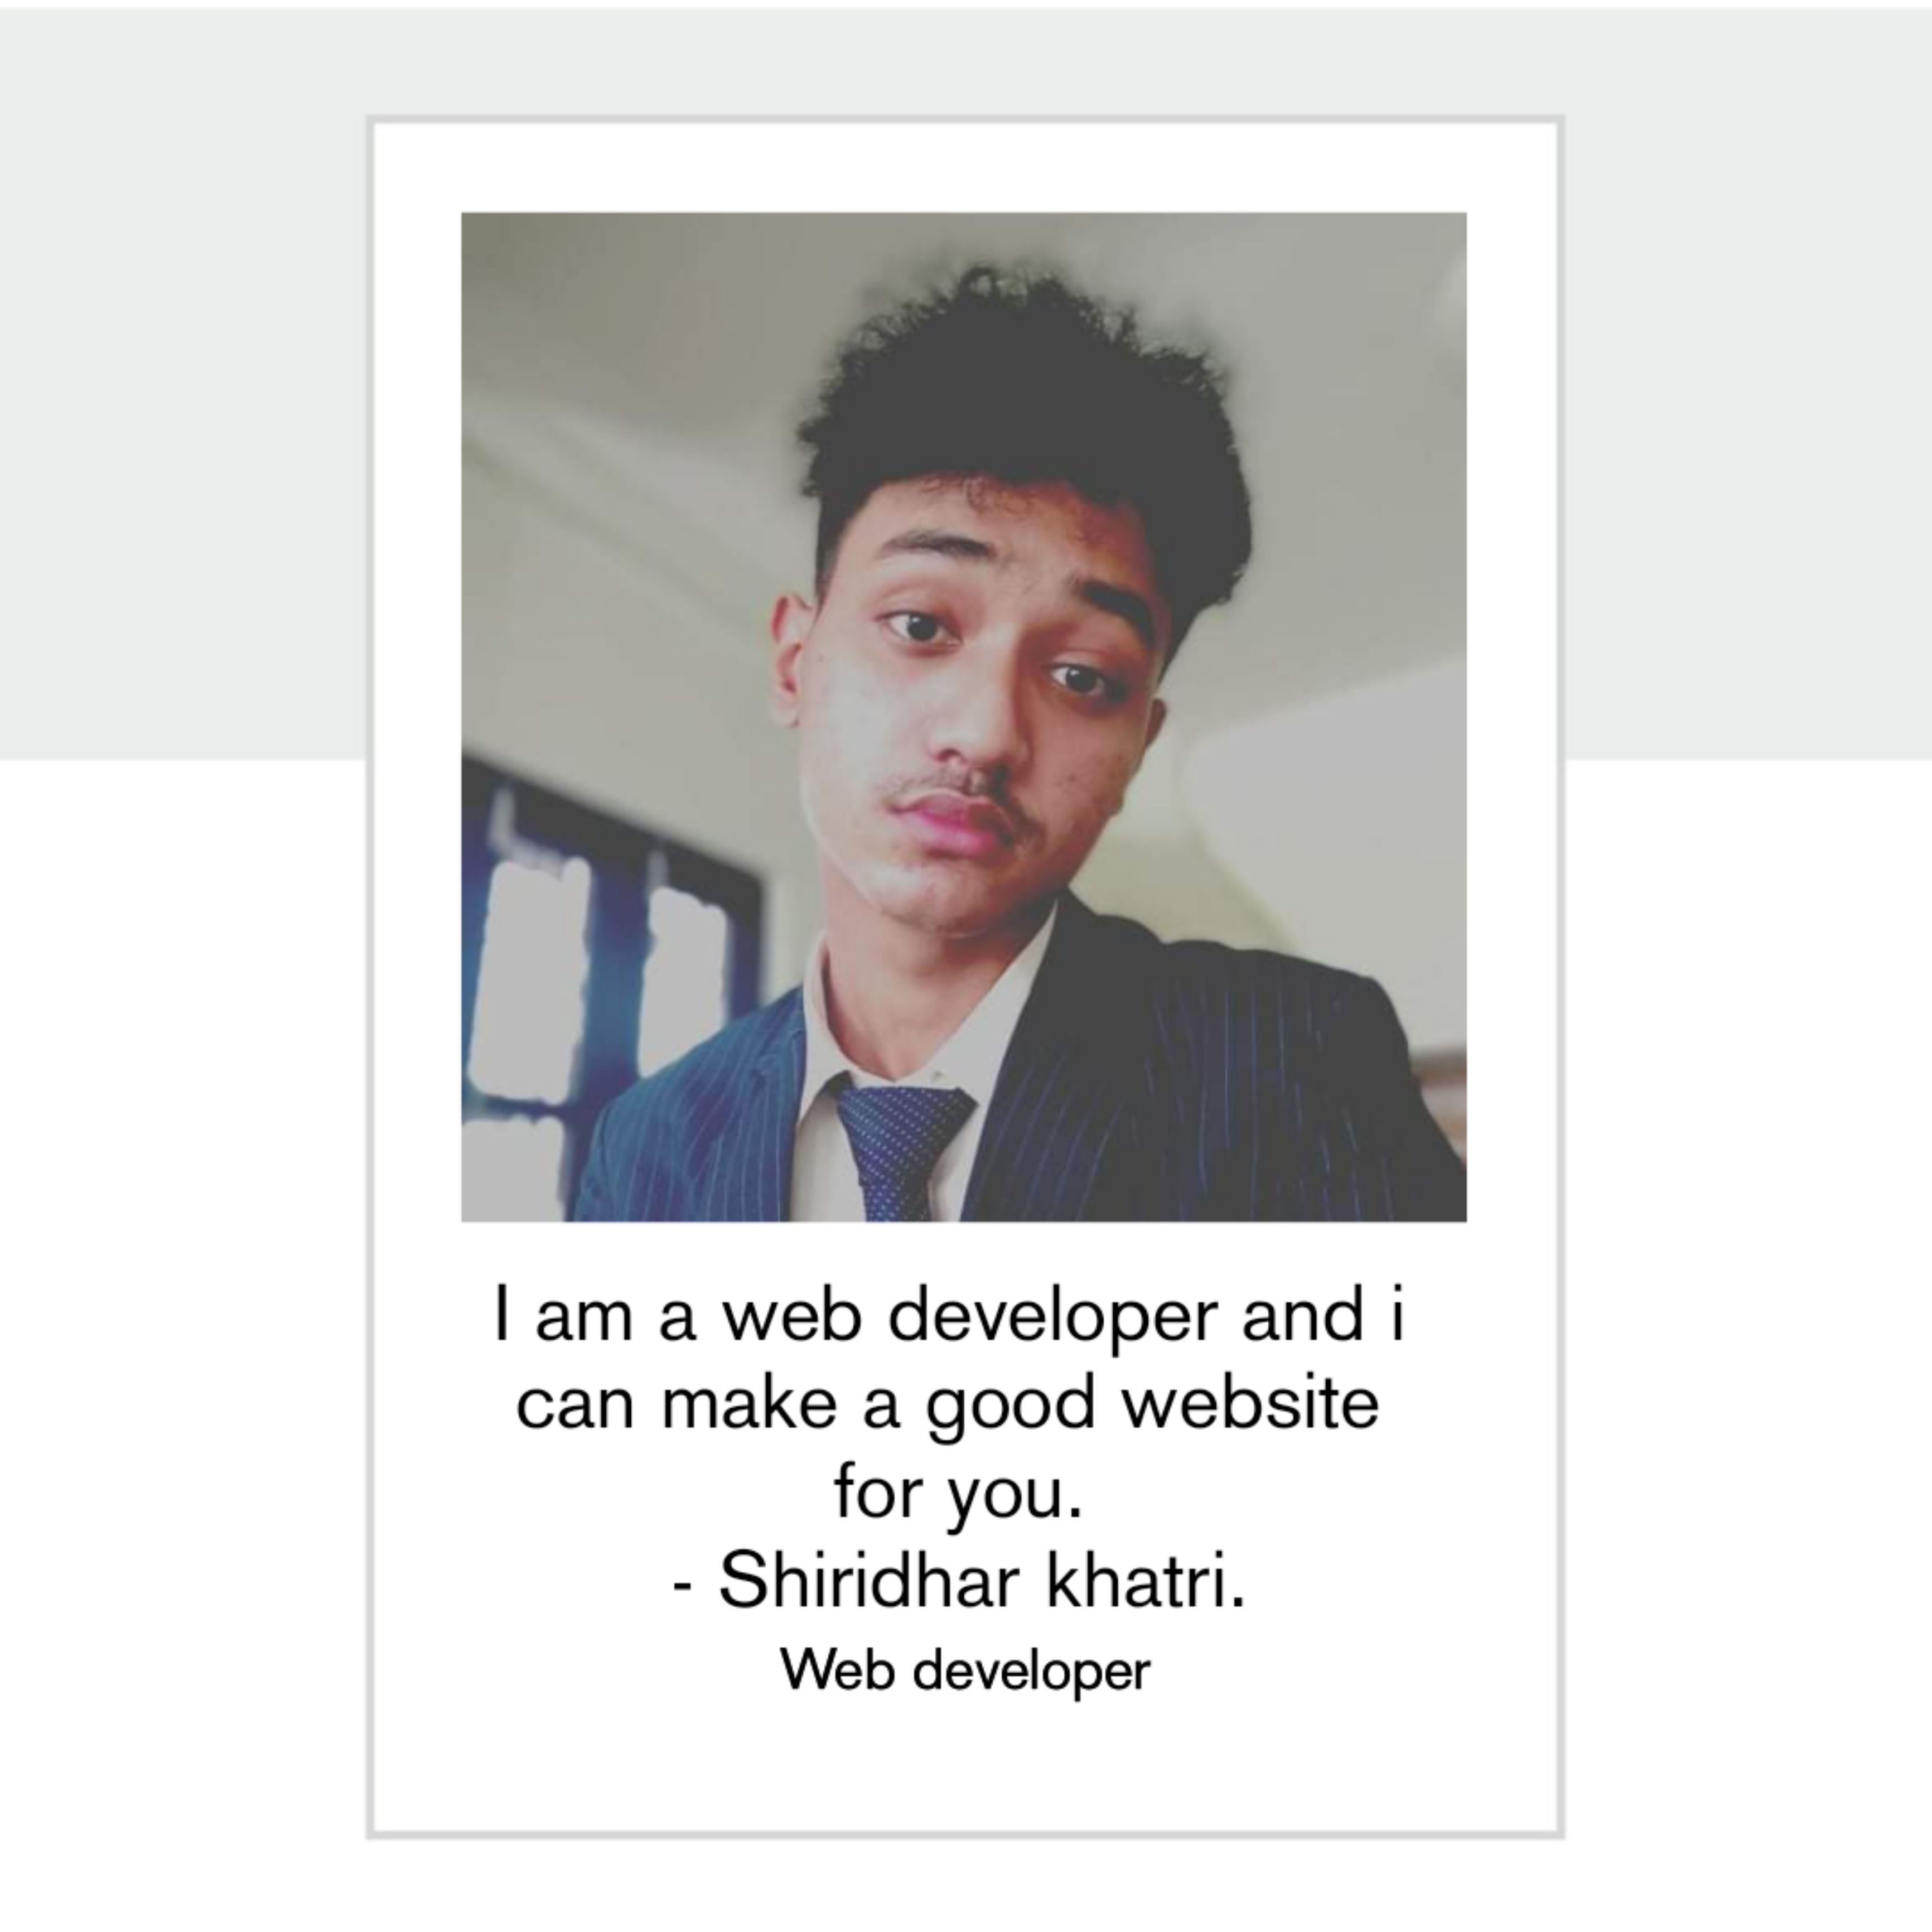 I am a web developer and i
can make a good website
for you.
- Shiridhar khatri.
Web developer